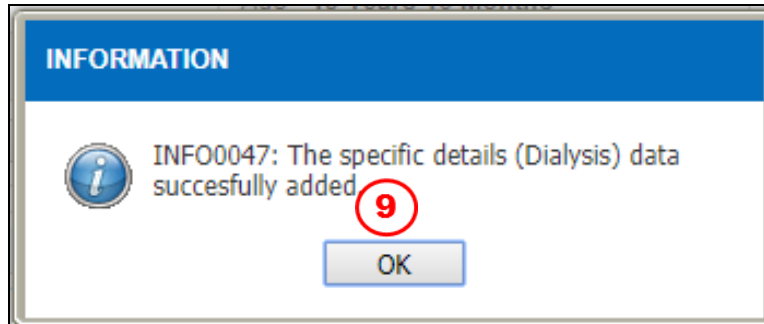 INFORMATION
INFO0047: The specific details (Dialysis) data
succesfully added.
9
OK